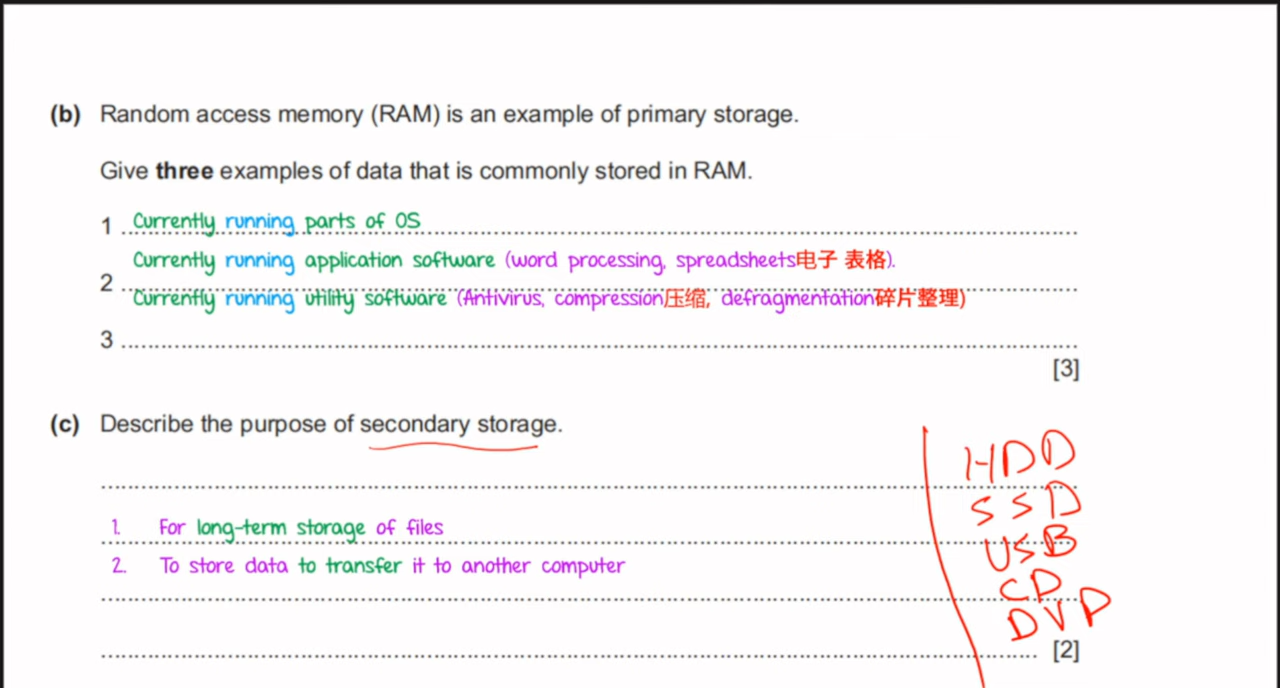 (b) Random access memory (RAM) is an example of primary storage.
Give three examples of data that is commonly stored in RAM.
1 Currently running parts of OS
Currently running application software (word processing, spreadsheets电子 表格).
2
Currently running utility software (Antivirus, compression压缩, defragmentation碎片整理)
3
[3]
(c) Describe the purpose of secondary storage.
HDD
SSD
1. For long-term storage of files
USB
2. To store data to transfer it to another computer
CD
DVD
[2]